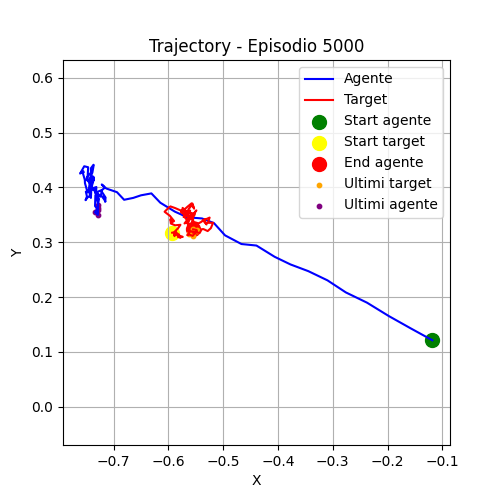 Trajectory - Episodio 5000
Agente
Target
Start agente
Start target
End agente
Ultimi target
Ultimi agente
0.6
0.5
0.4
0.3
0.2
0.1
0.0
Y
−0.7 −0.6 −0.5 −0.4 −0.3 −0.2 −0.1
X